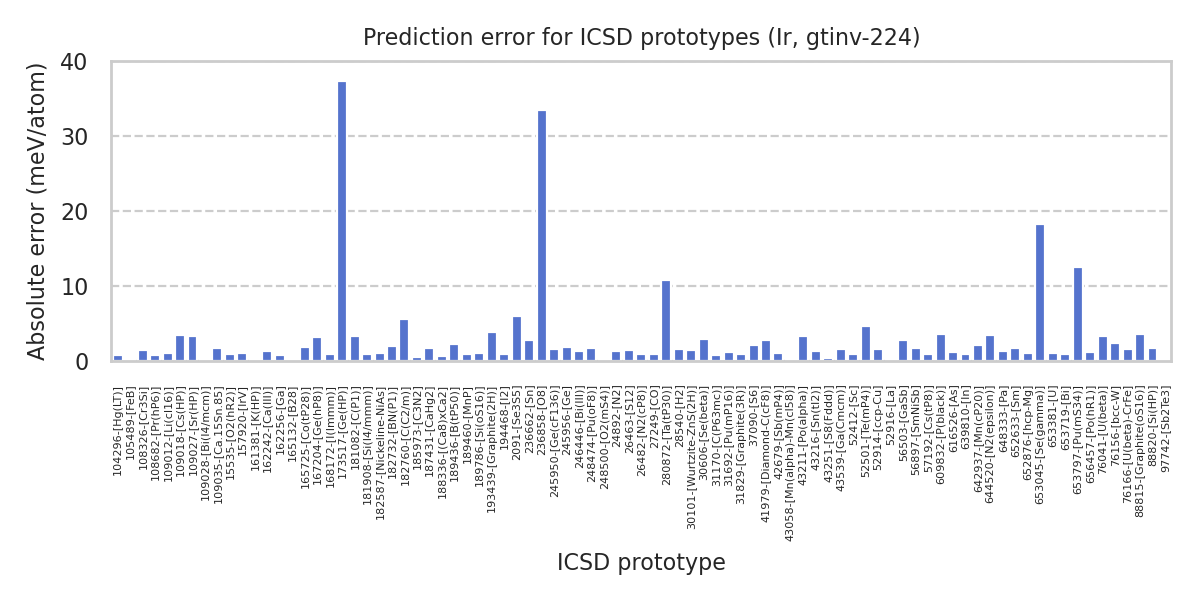 Prediction error for ICSD prototypes (Ir, gtinv-224)
Absolute error (meV/atom)
40
30
20
10
0
104296-[Hg(LT)]
105489-[FeB]
108326-[Cr3Si]
108682-[Pr(hP6)]
109012-[Li(cI16)]
109018-[Cs(HP)]
109027-[Sr(HP)]
109028-[Bi(I4/mcm)]
109035-[Ca.15Sn.85]
15535-[O2(hR2)]
157920-[IrV]
161381-[K(HP)]
162242-[Ca(III)]
162256-[Ga]
165132-[B28]
165725-[Co(tP28)]
167204-[Ge(hP8)]
168172-[I(Immm)]
173517-[Ge(HP)]
181082-[C(P1)]
181908-[Si(I4/mmm)]
182587-[Nickeline-NiAs]
182732-[BN(P1)]
182760-[C(C2/m)]
185973-[C3N2]
187431-[CaHg2]
188336-[(Ca8)xCa2]
189436-[B(tP50)]
189460-[MnP]
189786-[Si(oS16)]
193439-[Graphite(2H)]
194468-[I2]
2091-[Se3S5]
236662-[Sn]
236858-[O8]
245950-[Ge(cF136)]
245956-[Ge]
246446-[Bi(III)]
248474-[Pu(oF8)]
248500-[O2(mS4)]
24892-[N2]
26463-[S12]
26482-[N2(cP8)]
27249-[CO]
280872-[Ta(tP30)]
28540-[H2]
30101-[Wurtzite-ZnS(2H)]
30606-[Se(beta)]
31170-[C(P63mc)]
31692-[Pu(mP16)]
31829-[Graphite(3R)]
37090-[S6]
41979-[Diamond-C(cF8)]
42679-[Sb(mP4)]
43058-[Mn(alpha)-Mn(cI58)]
43211-[Po(alpha)]
43216-[Sn(tI2)]
43251-[S8(Fddd)]
43539-[Ga(Cmcm)]
52412-[Sc]
52501-[Te(mP4)]
52914-[ccp-Cu]
52916-[La]
56503-[GaSb]
56897-[SmNiSb]
57192-[Cs(tP8)]
609832-[P(black)]
616526-[As]
639810-[In]
642937-[Mn(cP20)]
644520-[N2(epsilon)]
648333-[Pa]
652633-[Sm]
652876-[hcp-Mg]
653045-[Se(gamma)]
653381-[U]
653719-[Bi]
653797-[Pu(mS34)]
656457-[Po(hR1)]
76041-[U(beta)]
76156-[bcc-W]
76166-[U(beta)-CrFe]
88815-[Graphite(oS16)]
88820-[Si(HP)]
97742-[Sb2Te3]
ICSD prototype